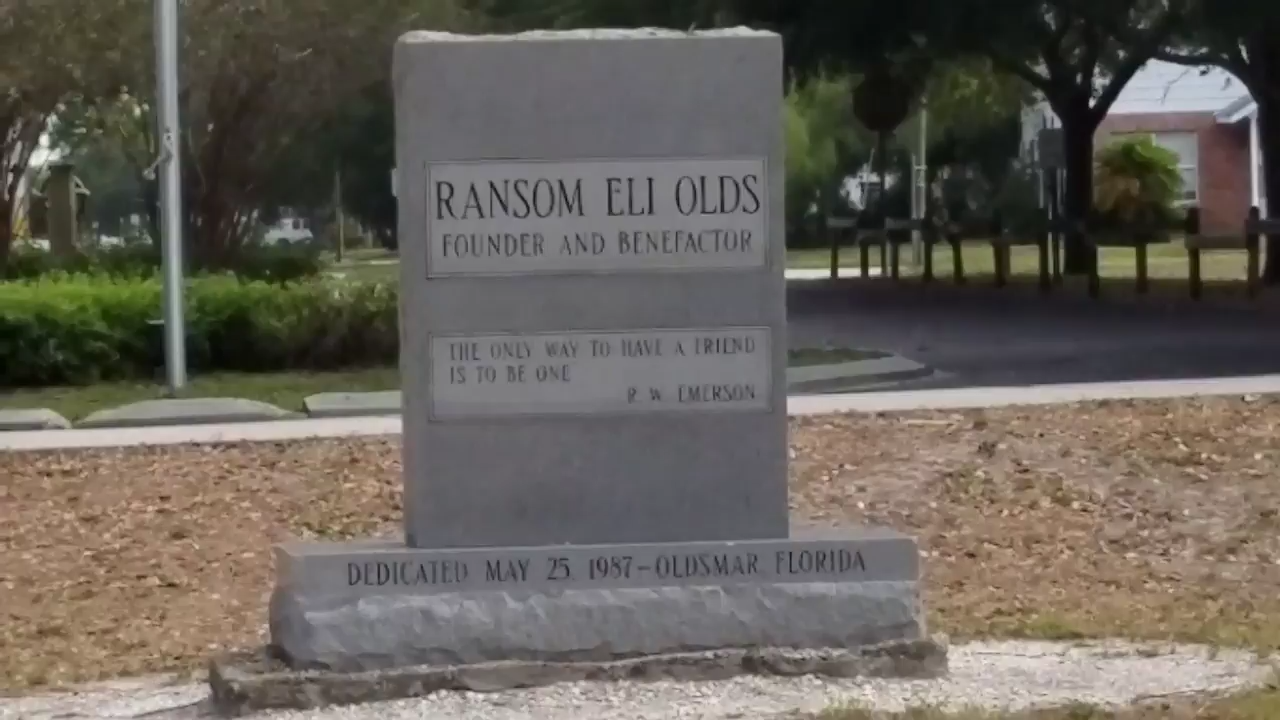 RANSOM ELI OLDS
FOUNDER AND BENEFACTOR
THE ONLY WAY TO HAVE A FRIEND
IS TO BE ONE
R. W. EMERSON
DEDICATED MAY 25, 1987-OLDSMAR, FLORIDA